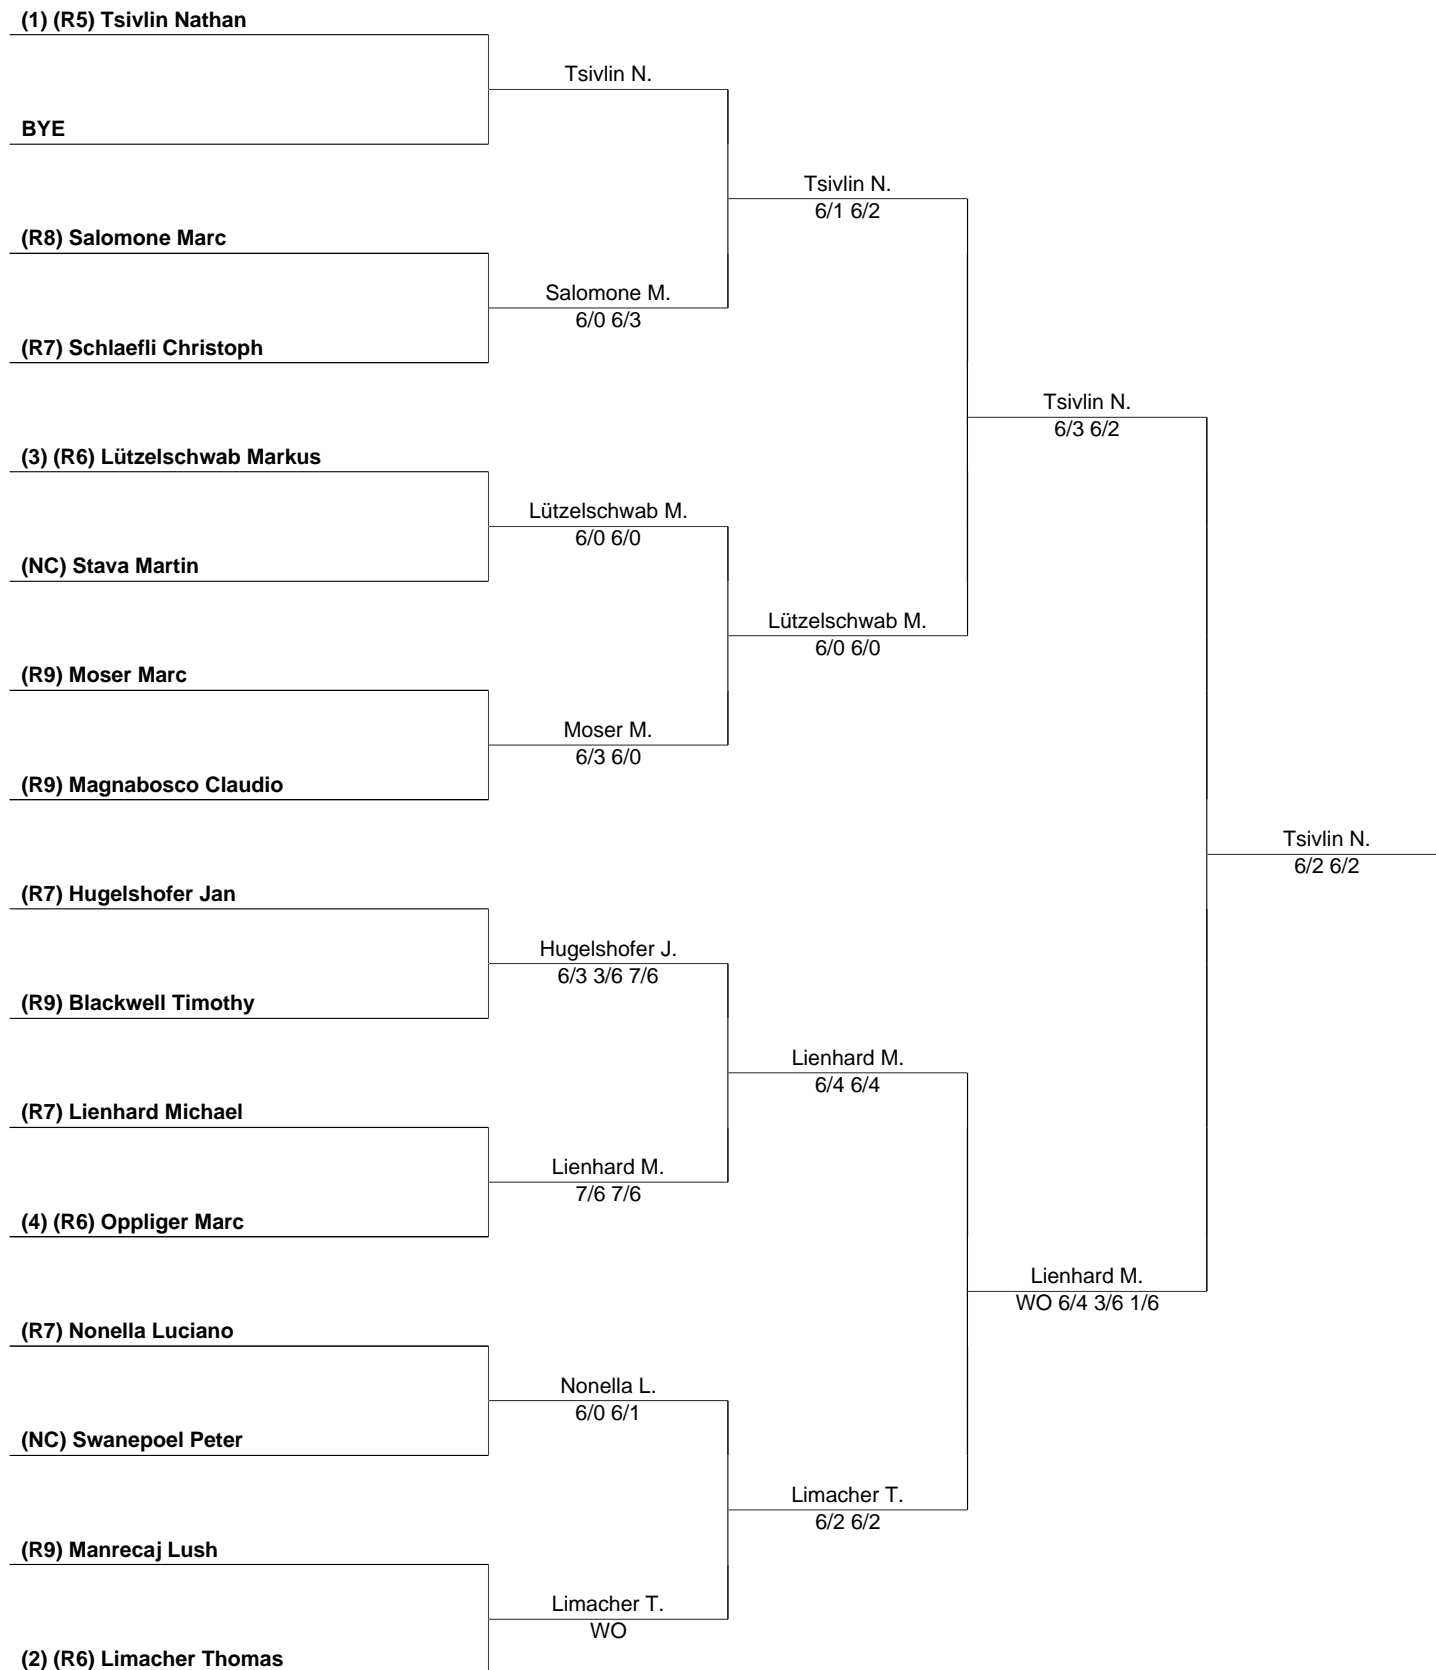 (1) (R5) Tsivlin Nathan
Tsivlin N.
BYE
Tsivlin N.
6/1 6/2
(R8) Salomone Marc
Salomone M.
6/0 6/3
(R7) Schlaefli Christoph
Tsivlin N.
6/3 6/2
(3) (R6) Lützelschwab Markus
Lützelschwab M.
6/0 6/0
(NC) Stava Martin
Lützelschwab M.
6/0 6/0
(R9) Moser Marc
Moser M.
6/3 6/0
(R9) Magnabosco Claudio
Tsivlin N.
6/2 6/2
(R7) Hugelshofer Jan
Hugelshofer J.
6/3 3/6 7/6
(R9) Blackwell Timothy
Lienhard M.
6/4 6/4
(R7) Lienhard Michael
Lienhard M.
7/6 7/6
(4) (R6) Oppliger Marc
Lienhard M.
WO 6/4 3/6 1/6
(R7) Nonella Luciano
Nonella L.
6/0 6/1
(NC) Swanepoel Peter
Limacher T.
6/2 6/2
(R9) Manrecaj Lush
Limacher T.
WO
(2) (R6) Limacher Thomas